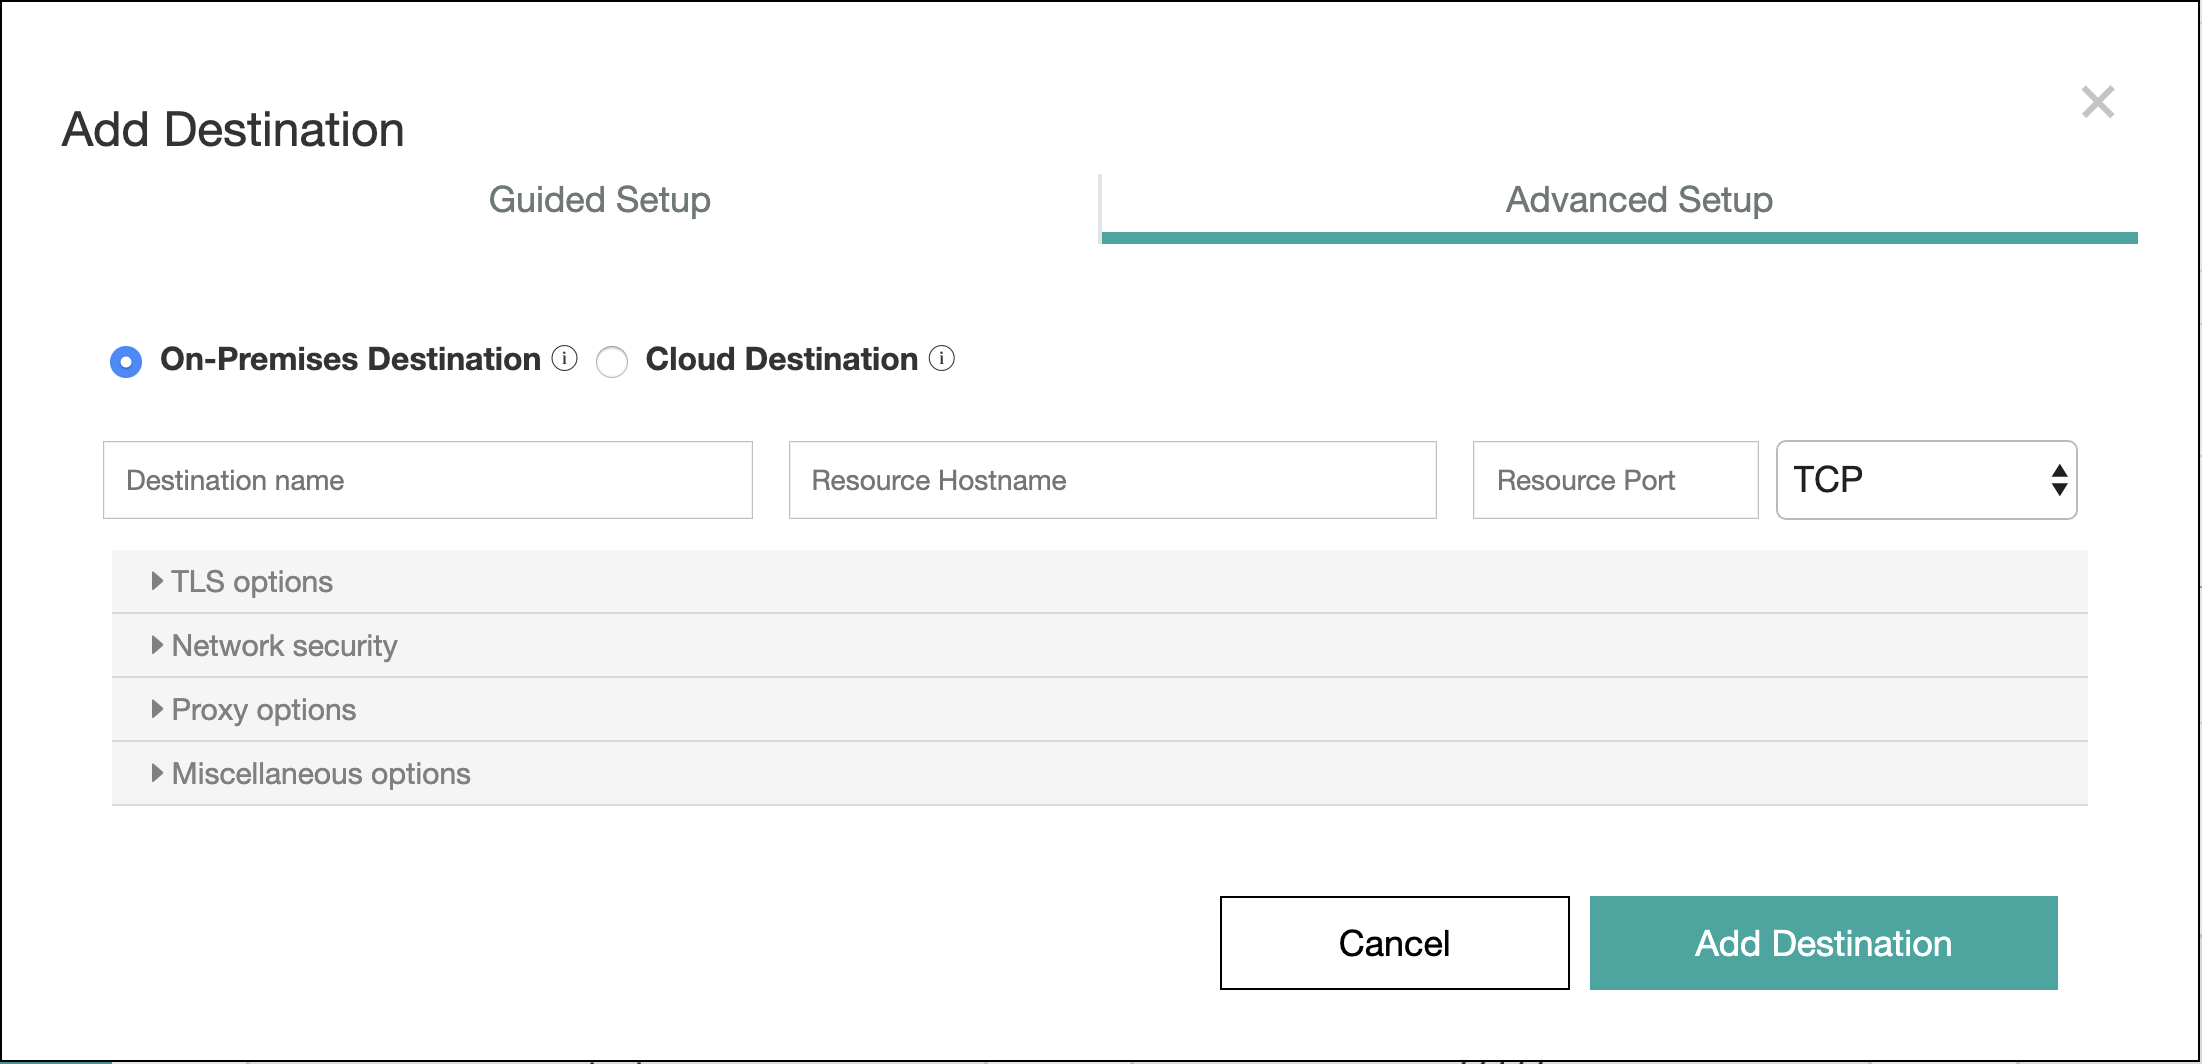 Add Destination
Guided Setup
Advanced Setup
On-Premises Destination
Cloud Destination
Destination name
Resource Hostname
Resource Port
TCP
TLS options
Network security
Proxy options
Miscellaneous options
Cancel
Add Destination